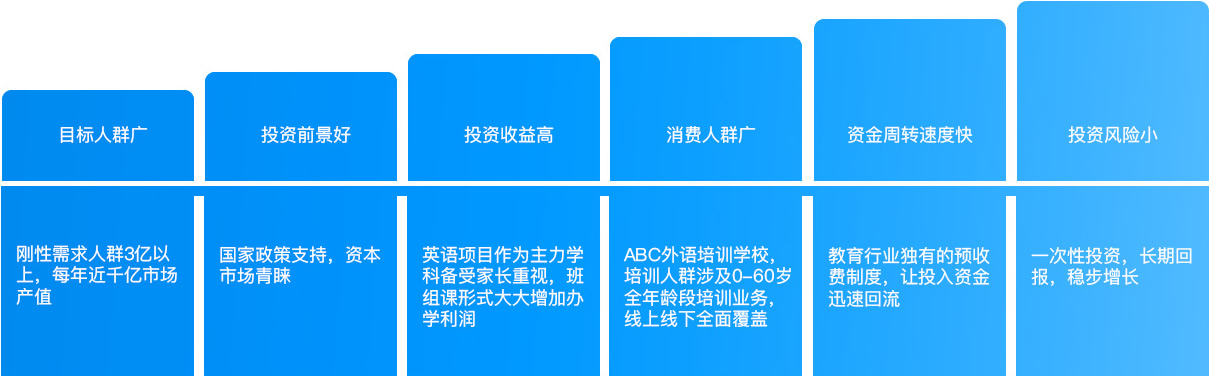 目标人群广
投资前景好
投资收益高
消费人群广
资金周转速度快
投资风险小
刚性需求人群3亿以
上，每年近千亿市场
产值
国家政策支持，资本
市场青睐
英语项目作为主力学
科备受家长重视，班
组课形式大大增加办
学利润
ABC外语培训学校，
培训人群涉及0-60岁
全年龄段培训业务，
线上线下全面覆盖
教育行业独有的预收
费制度，让投入资金
迅速回流
一次性投资，长期回
报，稳步增长